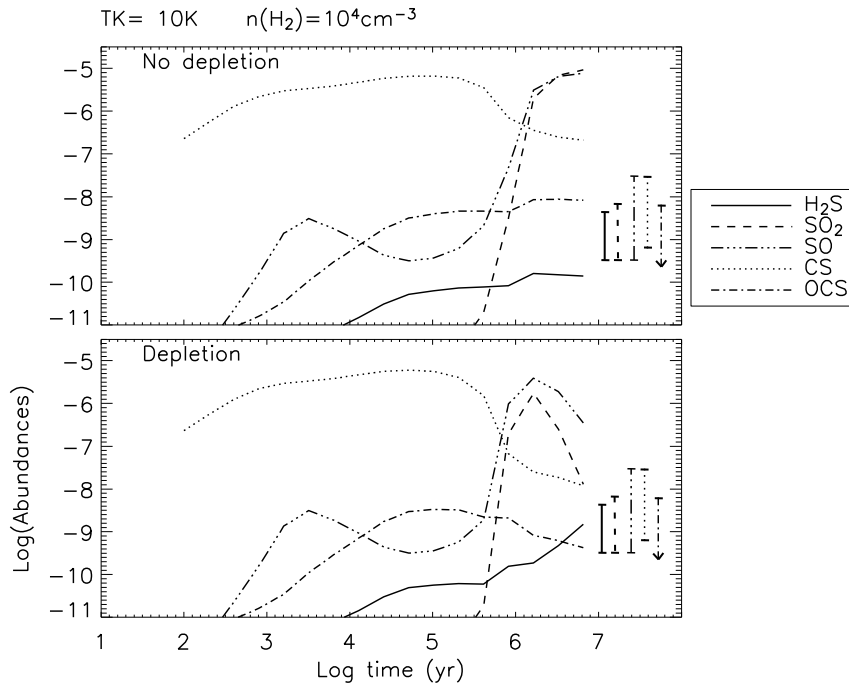 TK= 10K n(H₂)=10⁴cm⁻³
No depletion
-5
-6
-7
-8
-9
-10
-11
H₂S
SO₂
SO
CS
OCS
Depletion
-5
-6
-7
-8
-9
-10
-11
Log(Abundances)
1 2 3 4 5 6 7
Log time (yr)